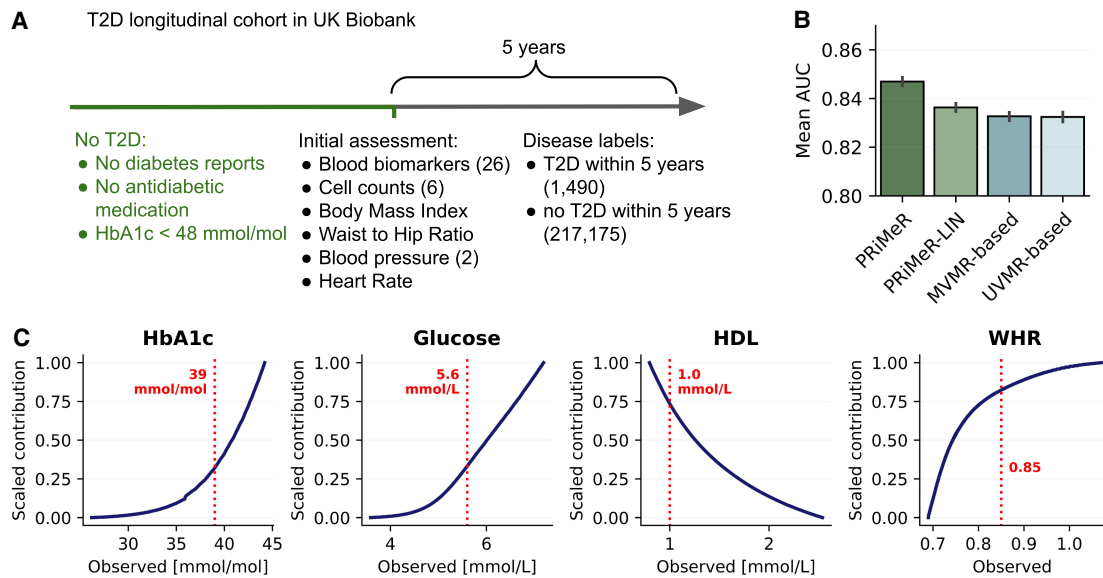 A
T2D longitudinal cohort in UK Biobank
5 years
No T2D:
● No diabetes reports
● No antidiabetic
medication
● HbA1c < 48 mmol/mol
Initial assessment:
● Blood biomarkers (26)
● Cell counts (6)
● Body Mass Index
● Waist to Hip Ratio
● Blood pressure (2)
● Heart Rate
Disease labels:
● T2D within 5 years
(1,490)
● no T2D within 5 years
(217,175)
B
Mean AUC
0.86
0.84
0.82
0.80
PRiMeR
PRiMeR-LIN
MVMR-based
UVMR-based
C
HbA1c
Scaled contribution
1.00
0.75
0.50
0.25
0.00
39
mmol/mol
30 35 40 45
Observed [mmol/mol]
Glucose
Scaled contribution
1.00
0.75
0.50
0.25
0.00
5.6
mmol/L
4 6
Observed [mmol/L]
HDL
Scaled contribution
1.00
0.75
0.50
0.25
0.00
1.0
mmol/L
1 2
Observed [mmol/L]
WHR
Scaled contribution
1.00
0.75
0.50
0.25
0.00
0.85
0.7 0.8 0.9 1.0
Observed